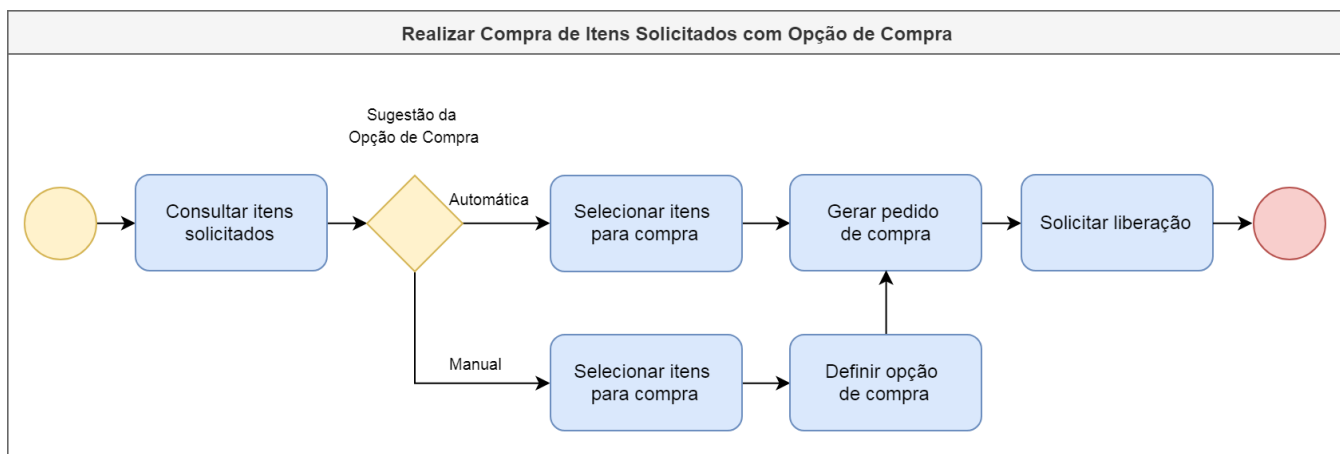 Realizar Compra de Itens Solicitados com Opção de Compra
Sugestão da
Opção de Compra
Consultar itens
solicitados
Automática
Selecionar itens
para compra
Gerar pedido
de compra
Solicitar liberação
Manual
Selecionar itens
para compra
Definir opção
de compra